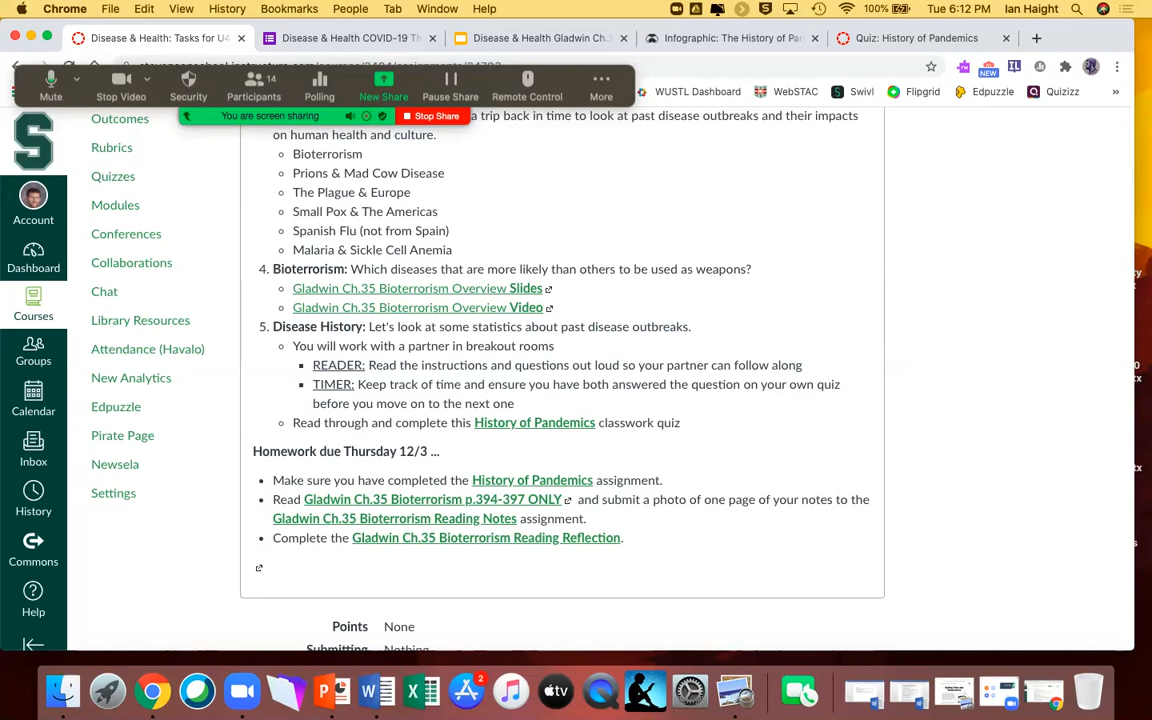 Chrome File Edit View History Bookmarks People Tab Window Help 100% Tue 6:12 PM Ian Haight
Disease & Health: Tasks for U4 Disease & Health COVID-19 Th Disease & Health Gladwin Ch. Infographic: The History of Pan Quiz: History of Pandemics
NEW
Mute Stop Video Security Participants 14 Polling New Share Pause Share Remote Control More
WUSTL Dashboard WebSTAC Swivl Flipgrid Edpuzzle Quizizz »
You are screen sharing Stop Share
S
Account
Dashboard
Courses
Groups
Calendar
Inbox
History
Commons
Help
Outcomes
Rubrics
Quizzes
Modules
Conferences
Collaborations
Chat
Library Resources
Attendance (Havalo)
New Analytics
Edpuzzle
Pirate Page
Newsela
Settings
a trip back in time to look at past disease outbreaks and their impacts
on human health and culture.
Bioterrorism
Prions & Mad Cow Disease
The Plague & Europe
Small Pox & The Americas
Spanish Flu (not from Spain)
Malaria & Sickle Cell Anemia
4. Bioterrorism: Which diseases that are more likely than others to be used as weapons?
Gladwin Ch.35 Bioterrorism Overview Slides
Gladwin Ch.35 Bioterrorism Overview Video
5. Disease History: Let's look at some statistics about past disease outbreaks.
You will work with a partner in breakout rooms
READER: Read the instructions and questions out loud so your partner can follow along
TIMER: Keep track of time and ensure you have both answered the question on your own quiz
before you move on to the next one
Read through and complete this History of Pandemics classwork quiz
Homework due Thursday 12/3 ...
Make sure you have completed the History of Pandemics assignment.
Read Gladwin Ch.35 Bioterrorism p.394-397 ONLY and submit a photo of one page of your notes to the
Gladwin Ch.35 Bioterrorism Reading Notes assignment.
Complete the Gladwin Ch.35 Bioterrorism Reading Reflection.
Points None
Submitting Nothing
2
tv